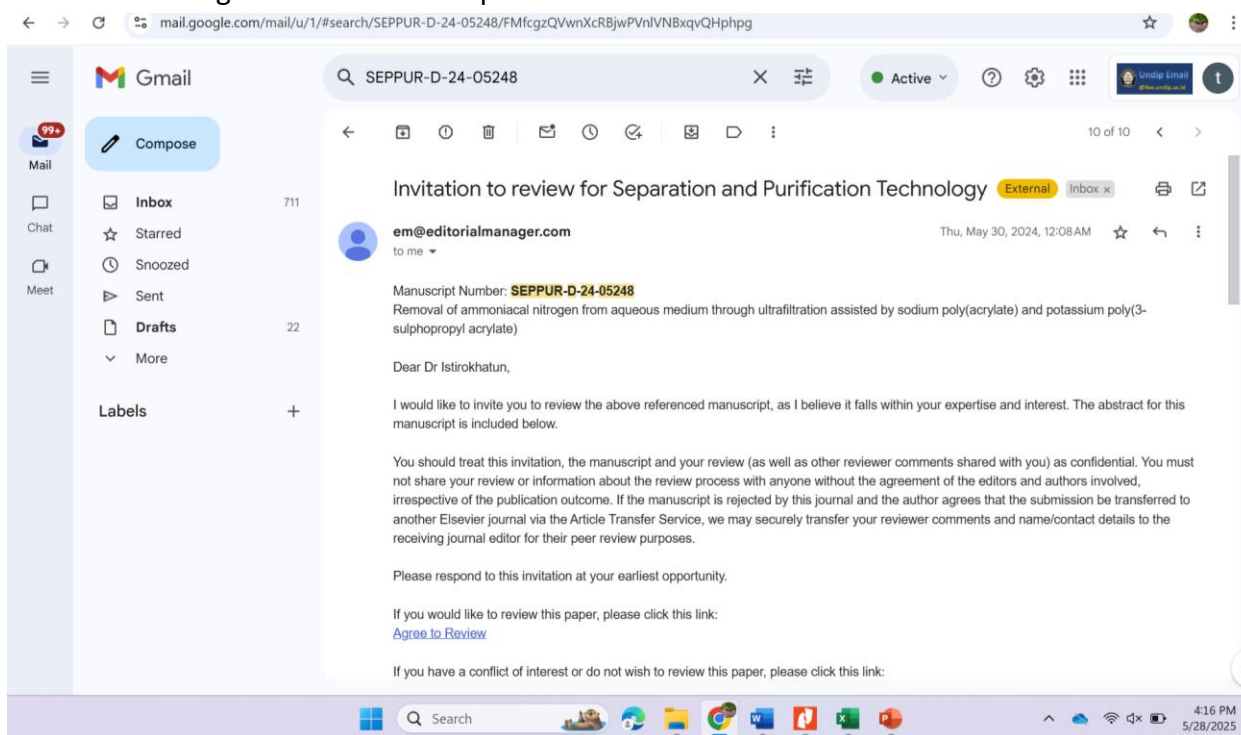 mail.google.com/mail/u/1/#search/SEPPUR-D-24-05248/FMfcgzQVwnXcRBjwPVnlVNBxqvQHphpg
Gmail
SEPPUR-D-24-05248
Active
Undip Email
@live.undip.ac.id
t
99+
Mail
Compose
10 of 10
Chat
Meet
Inbox 711
Starred
Snoozed
Sent
Drafts 22
More
Labels
Invitation to review for Separation and Purification Technology External Inbox x
em@editorialmanager.com Thu, May 30, 2024, 12:08 AM
to me
Manuscript Number: SEPPUR-D-24-05248
Removal of ammoniacal nitrogen from aqueous medium through ultrafiltration assisted by sodium poly(acrylate) and potassium poly(3-
sulphopropyl acrylate)
Dear Dr Istirokhatun,
I would like to invite you to review the above referenced manuscript, as I believe it falls within your expertise and interest. The abstract for this
manuscript is included below.
You should treat this invitation, the manuscript and your review (as well as other reviewer comments shared with you) as confidential. You must
not share your review or information about the review process with anyone without the agreement of the editors and authors involved,
irrespective of the publication outcome. If the manuscript is rejected by this journal and the author agrees that the submission be transferred to
another Elsevier journal via the Article Transfer Service, we may securely transfer your reviewer comments and name/contact details to the
receiving journal editor for their peer review purposes.
Please respond to this invitation at your earliest opportunity.
If you would like to review this paper, please click this link:
Agree to Review
If you have a conflict of interest or do not wish to review this paper, please click this link:
Search
4:16 PM
5/28/2025